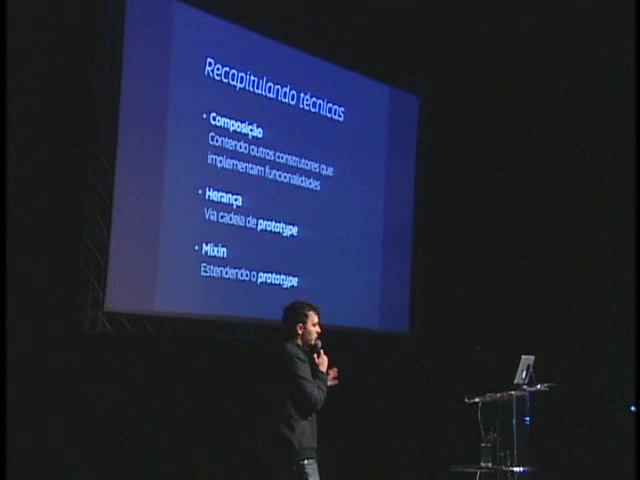 Recapitulando técnicas
• Composição
Contendo outros construtores que
implementam funcionalidades
• Herança
Via cadeia de prototype
• Mixin
Estendendo o prototype